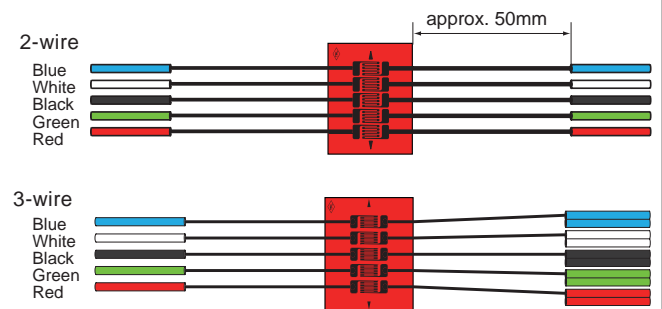 approx. 50mm
2-wire
Blue
White
Black
Green
Red
3-wire
Blue
White
Black
Green
Red